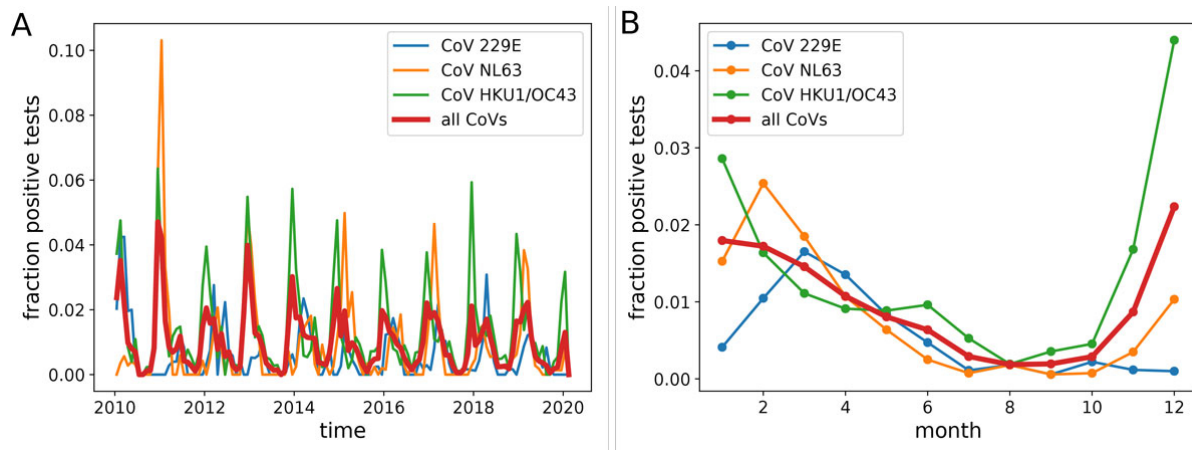 A
fraction positive tests
0.10
0.08
0.06
0.04
0.02
0.00
CoV 229E
CoV NL63
CoV HKU1/OC43
all CoVs
2010 2012 2014 2016 2018 2020
time
B
fraction positive tests
0.04
0.03
0.02
0.01
0.00
CoV 229E
CoV NL63
CoV HKU1/OC43
all CoVs
2 4 6 8 10 12
month